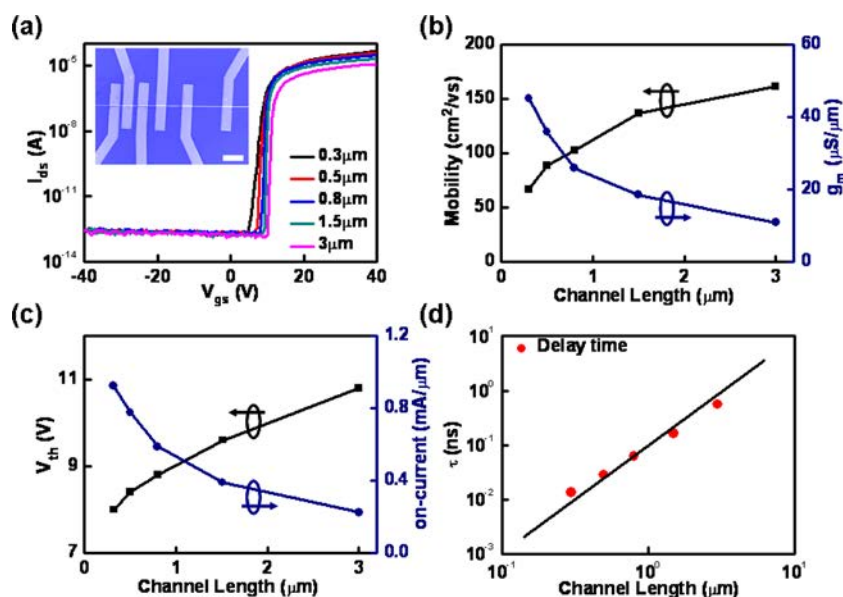 (a)
10⁻⁵
10⁻⁸
10⁻¹¹
10⁻¹⁴
I_ds (A)
0.3μm
0.5μm
0.8μm
1.5μm
3μm
-40 -20 0 20 40
V_gs (V)
(b)
200
150
100
50
0
Mobility (cm²/vs)
60
40
20
0
g_m (μS/μm)
0 1 2 3
Channel Length (μm)
(c)
11
9
7
V_th (V)
1.2
0.9
0.6
0.3
0.0
on-current (mA/μm)
0 1 2 3
Channel Length (μm)
(d)
10¹
10⁰
10⁻¹
10⁻²
10⁻³
τ (ns)
Delay time
10⁻¹ 10⁰ 10¹
Channel Length (μm)